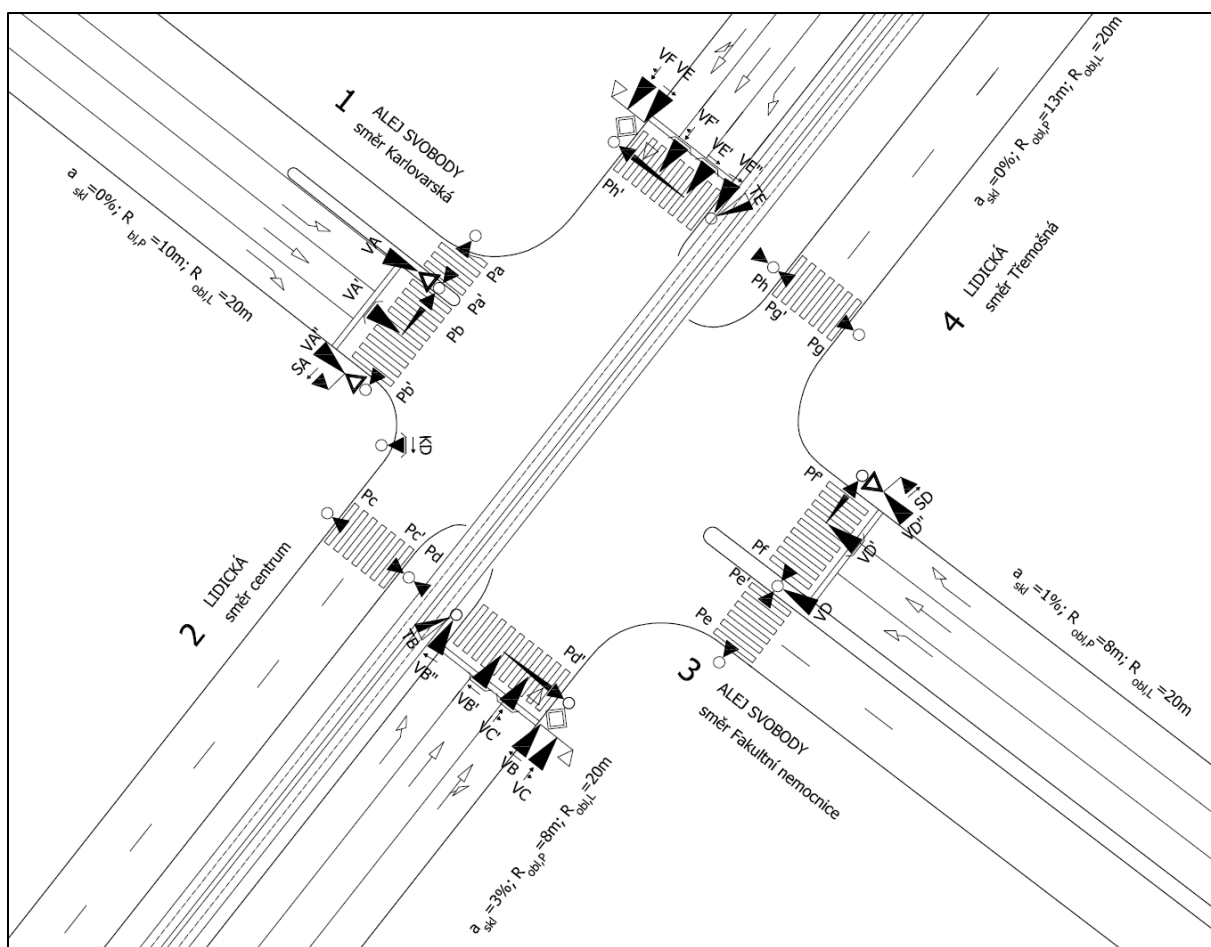 1
ALEJ SVOBODY
směr Karlovarská
a skl =0%; R bl,P =10m; R obl,L =20m
VA
VA'
VA"
SA
Pa
Pa'
Pb
Pb'
KD
VF VE
VF'
VE'
VE"
TE
Ph'
Ph
Pg'
Pg
a skl =0%; R obl,P =13m; R obl,L =20m
4
LIDICKÁ
směr Třemošná
Pc
Pc'
Pd
2
LIDICKÁ
směr centrum
TB
VB"
VB'
VC'
VB
VC
Pd'
a skl =3%; R obl,P =8m; R obl,L =20m
Pf'
SD
VD"
VD'
Pf
Pe'
Pe
VD
3
ALEJ SVOBODY
směr Fakultní nemocnice
a skl =1%; R obl,P =8m; R obl,L =20m